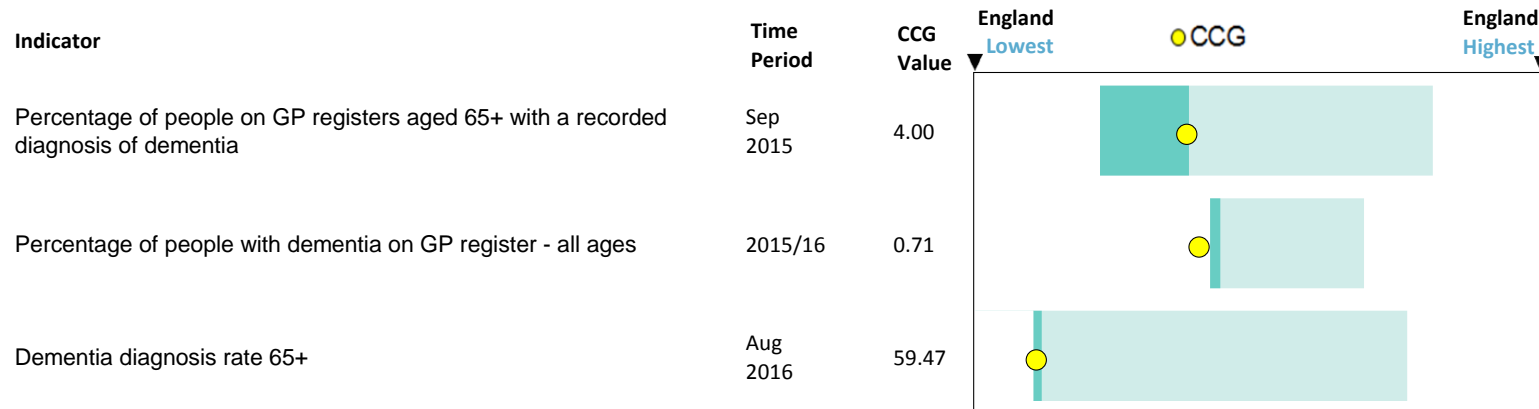 Indicator
Time Period
CCG Value
England Lowest
CCG
England Highest
Percentage of people on GP registers aged 65+ with a recorded
diagnosis of dementia
Sep
2015
4.00
Percentage of people with dementia on GP register - all ages
2015/16
0.71
Dementia diagnosis rate 65+
Aug
2016
59.47